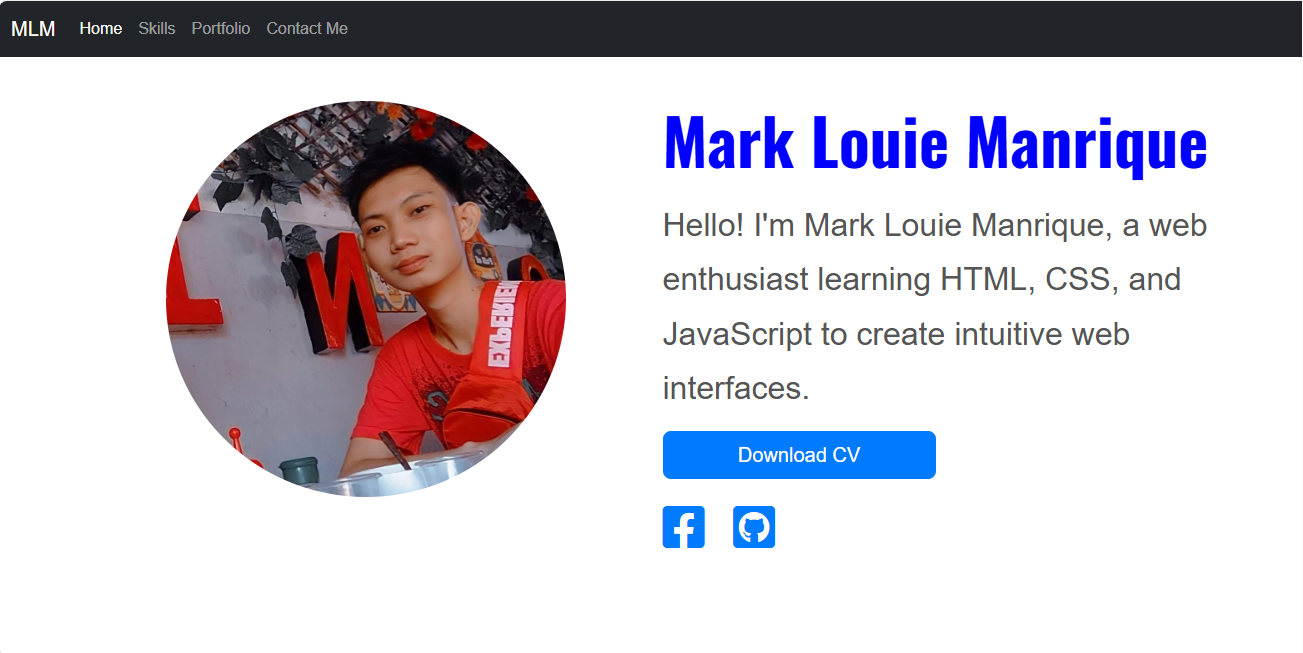 MLM Home Skills Portfolio Contact Me
Mark Louie Manrique
Hello! I'm Mark Louie Manrique, a web
enthusiast learning HTML, CSS, and
JavaScript to create intuitive web
interfaces.
Download CV